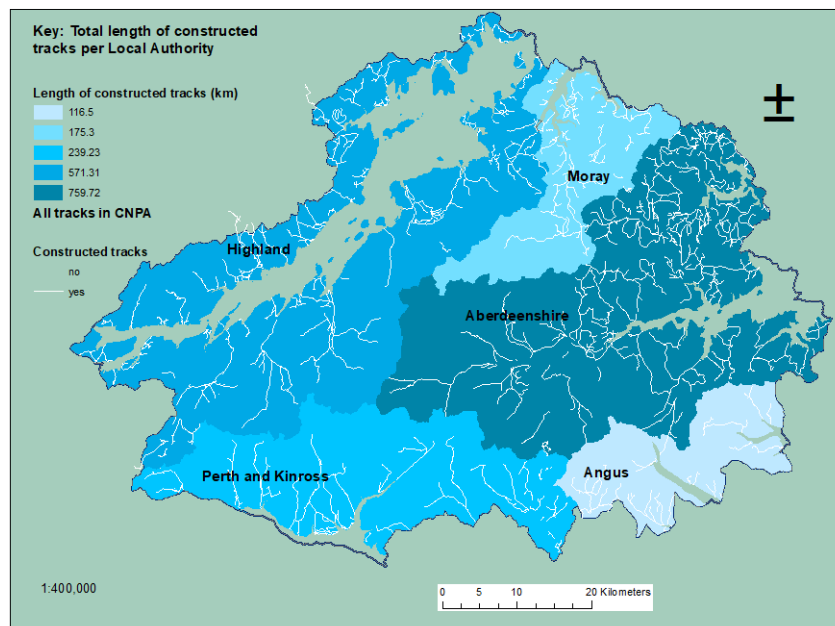 Key: Total length of constructed
tracks per Local Authority
Length of constructed tracks (km)
116.5
175.3
239.23
571.31
759.72
All tracks in CNPA
Constructed tracks
no
yes
Moray
Highland
Aberdeenshire
Perth and Kinross
Angus
1:400,000
0 5 10 20 Kilometers